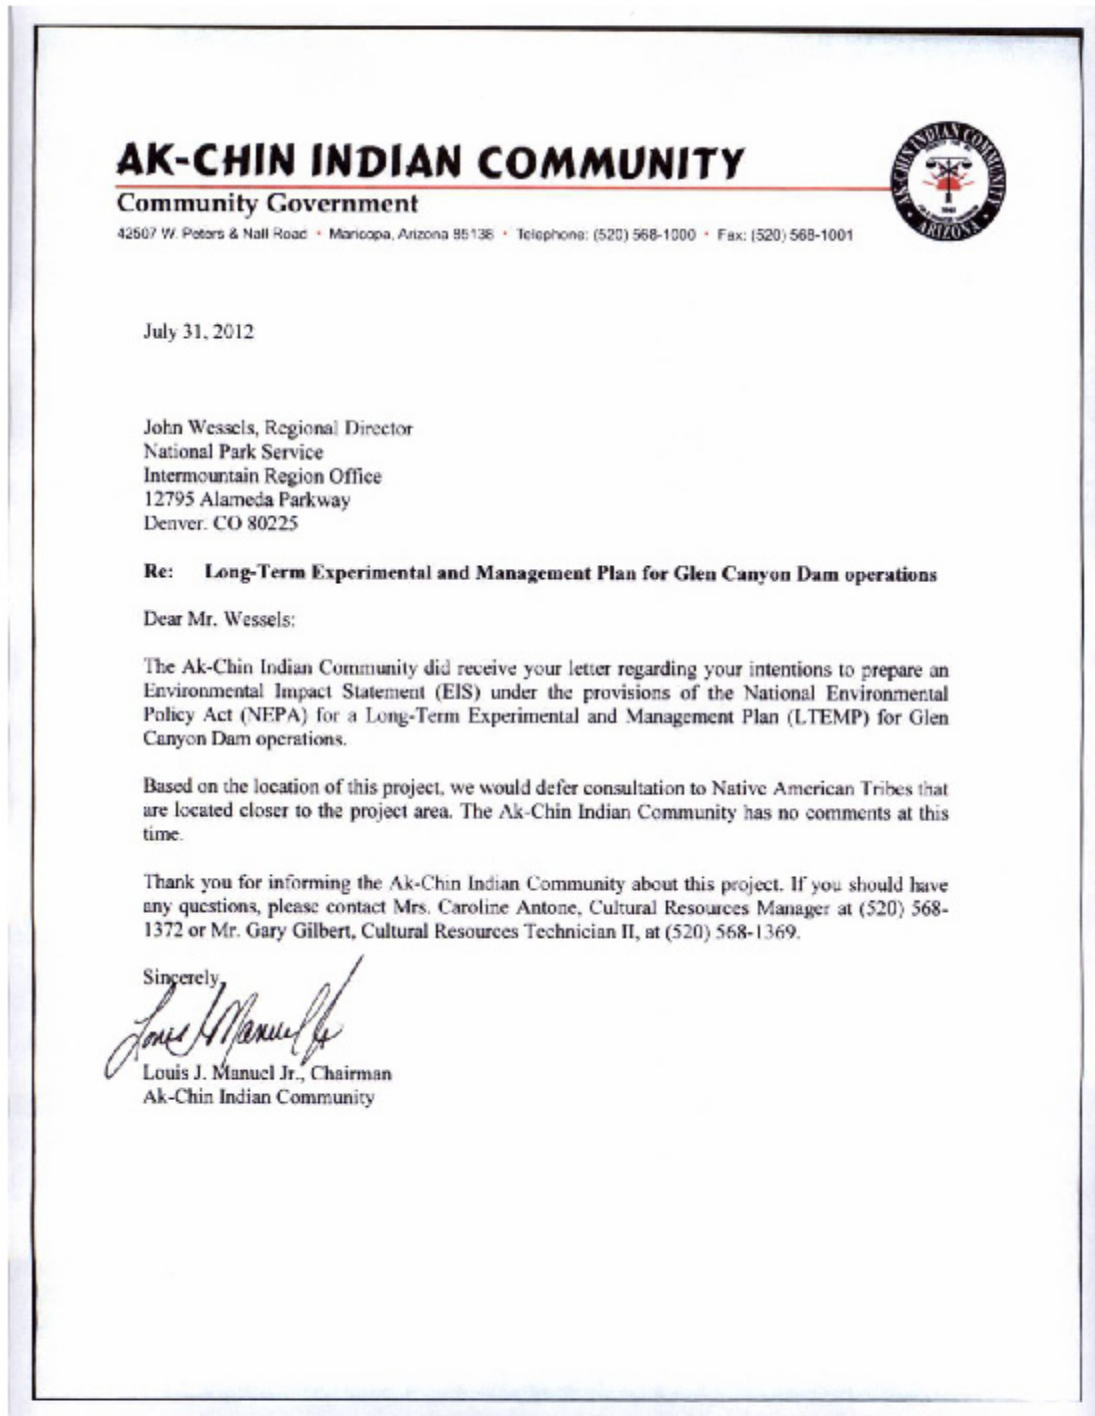 AK-CHIN INDIAN COMMUNITY
Community Government
42507 W. Peters & Nall Road • Maricopa, Arizona 85138 • Telephone: (520) 568-1000 • Fax: (520) 568-1001
AK-CHIN INDIAN COMMUNITY
ARIZONA
July 31, 2012
John Wessels, Regional Director
National Park Service
Intermountain Region Office
12795 Alameda Parkway
Denver. CO 80225
Re: Long-Term Experimental and Management Plan for Glen Canyon Dam operations
Dear Mr. Wessels:
The Ak-Chin Indian Community did receive your letter regarding your intentions to prepare an
Environmental Impact Statement (EIS) under the provisions of the National Environmental
Policy Act (NEPA) for a Long-Term Experimental and Management Plan (LTEMP) for Glen
Canyon Dam operations.
Based on the location of this project, we would defer consultation to Native American Tribes that
are located closer to the project area. The Ak-Chin Indian Community has no comments at this
time.
Thank you for informing the Ak-Chin Indian Community about this project. If you should have
any questions, please contact Mrs. Caroline Antone, Cultural Resources Manager at (520) 568-
1372 or Mr. Gary Gilbert, Cultural Resources Technician II, at (520) 568-1369.
Sincerely,
Louis J Manuel Jr
Louis J. Manuel Jr., Chairman
Ak-Chin Indian Community